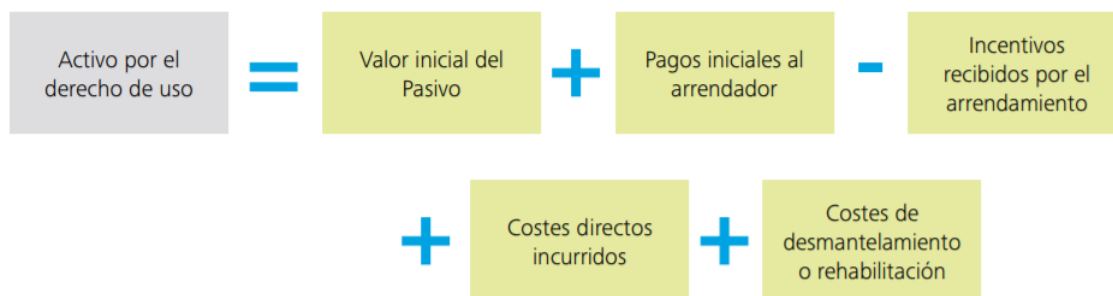 Activo por el
derecho de uso
=
Valor inicial del
Pasivo
+
Pagos iniciales al
arrendador
-
Incentivos
recibidos por el
arrendamiento
+
Costes directos
incurridos
+
Costes de
desmantelamiento
o rehabilitación